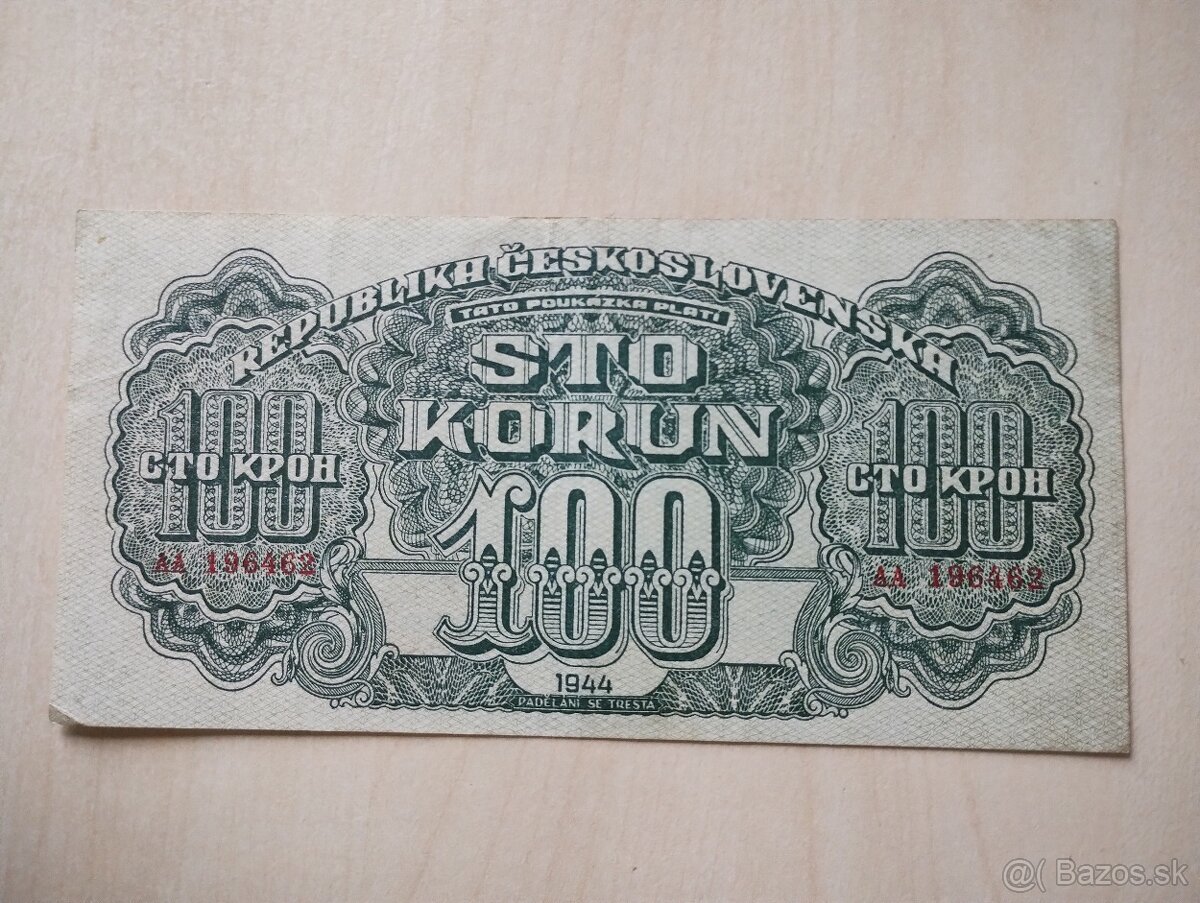 REPUBLIKA ČESKOSLOVENSKÁ
TATO POUKÁZKA PLATÍ
STO
KORUN
100
100
СТО КРОН
AA 196462
100
СТО КРОН
AA 196462
1944
PADĚLÁNÍ SE TRESTÁ
@( Bazos.sk